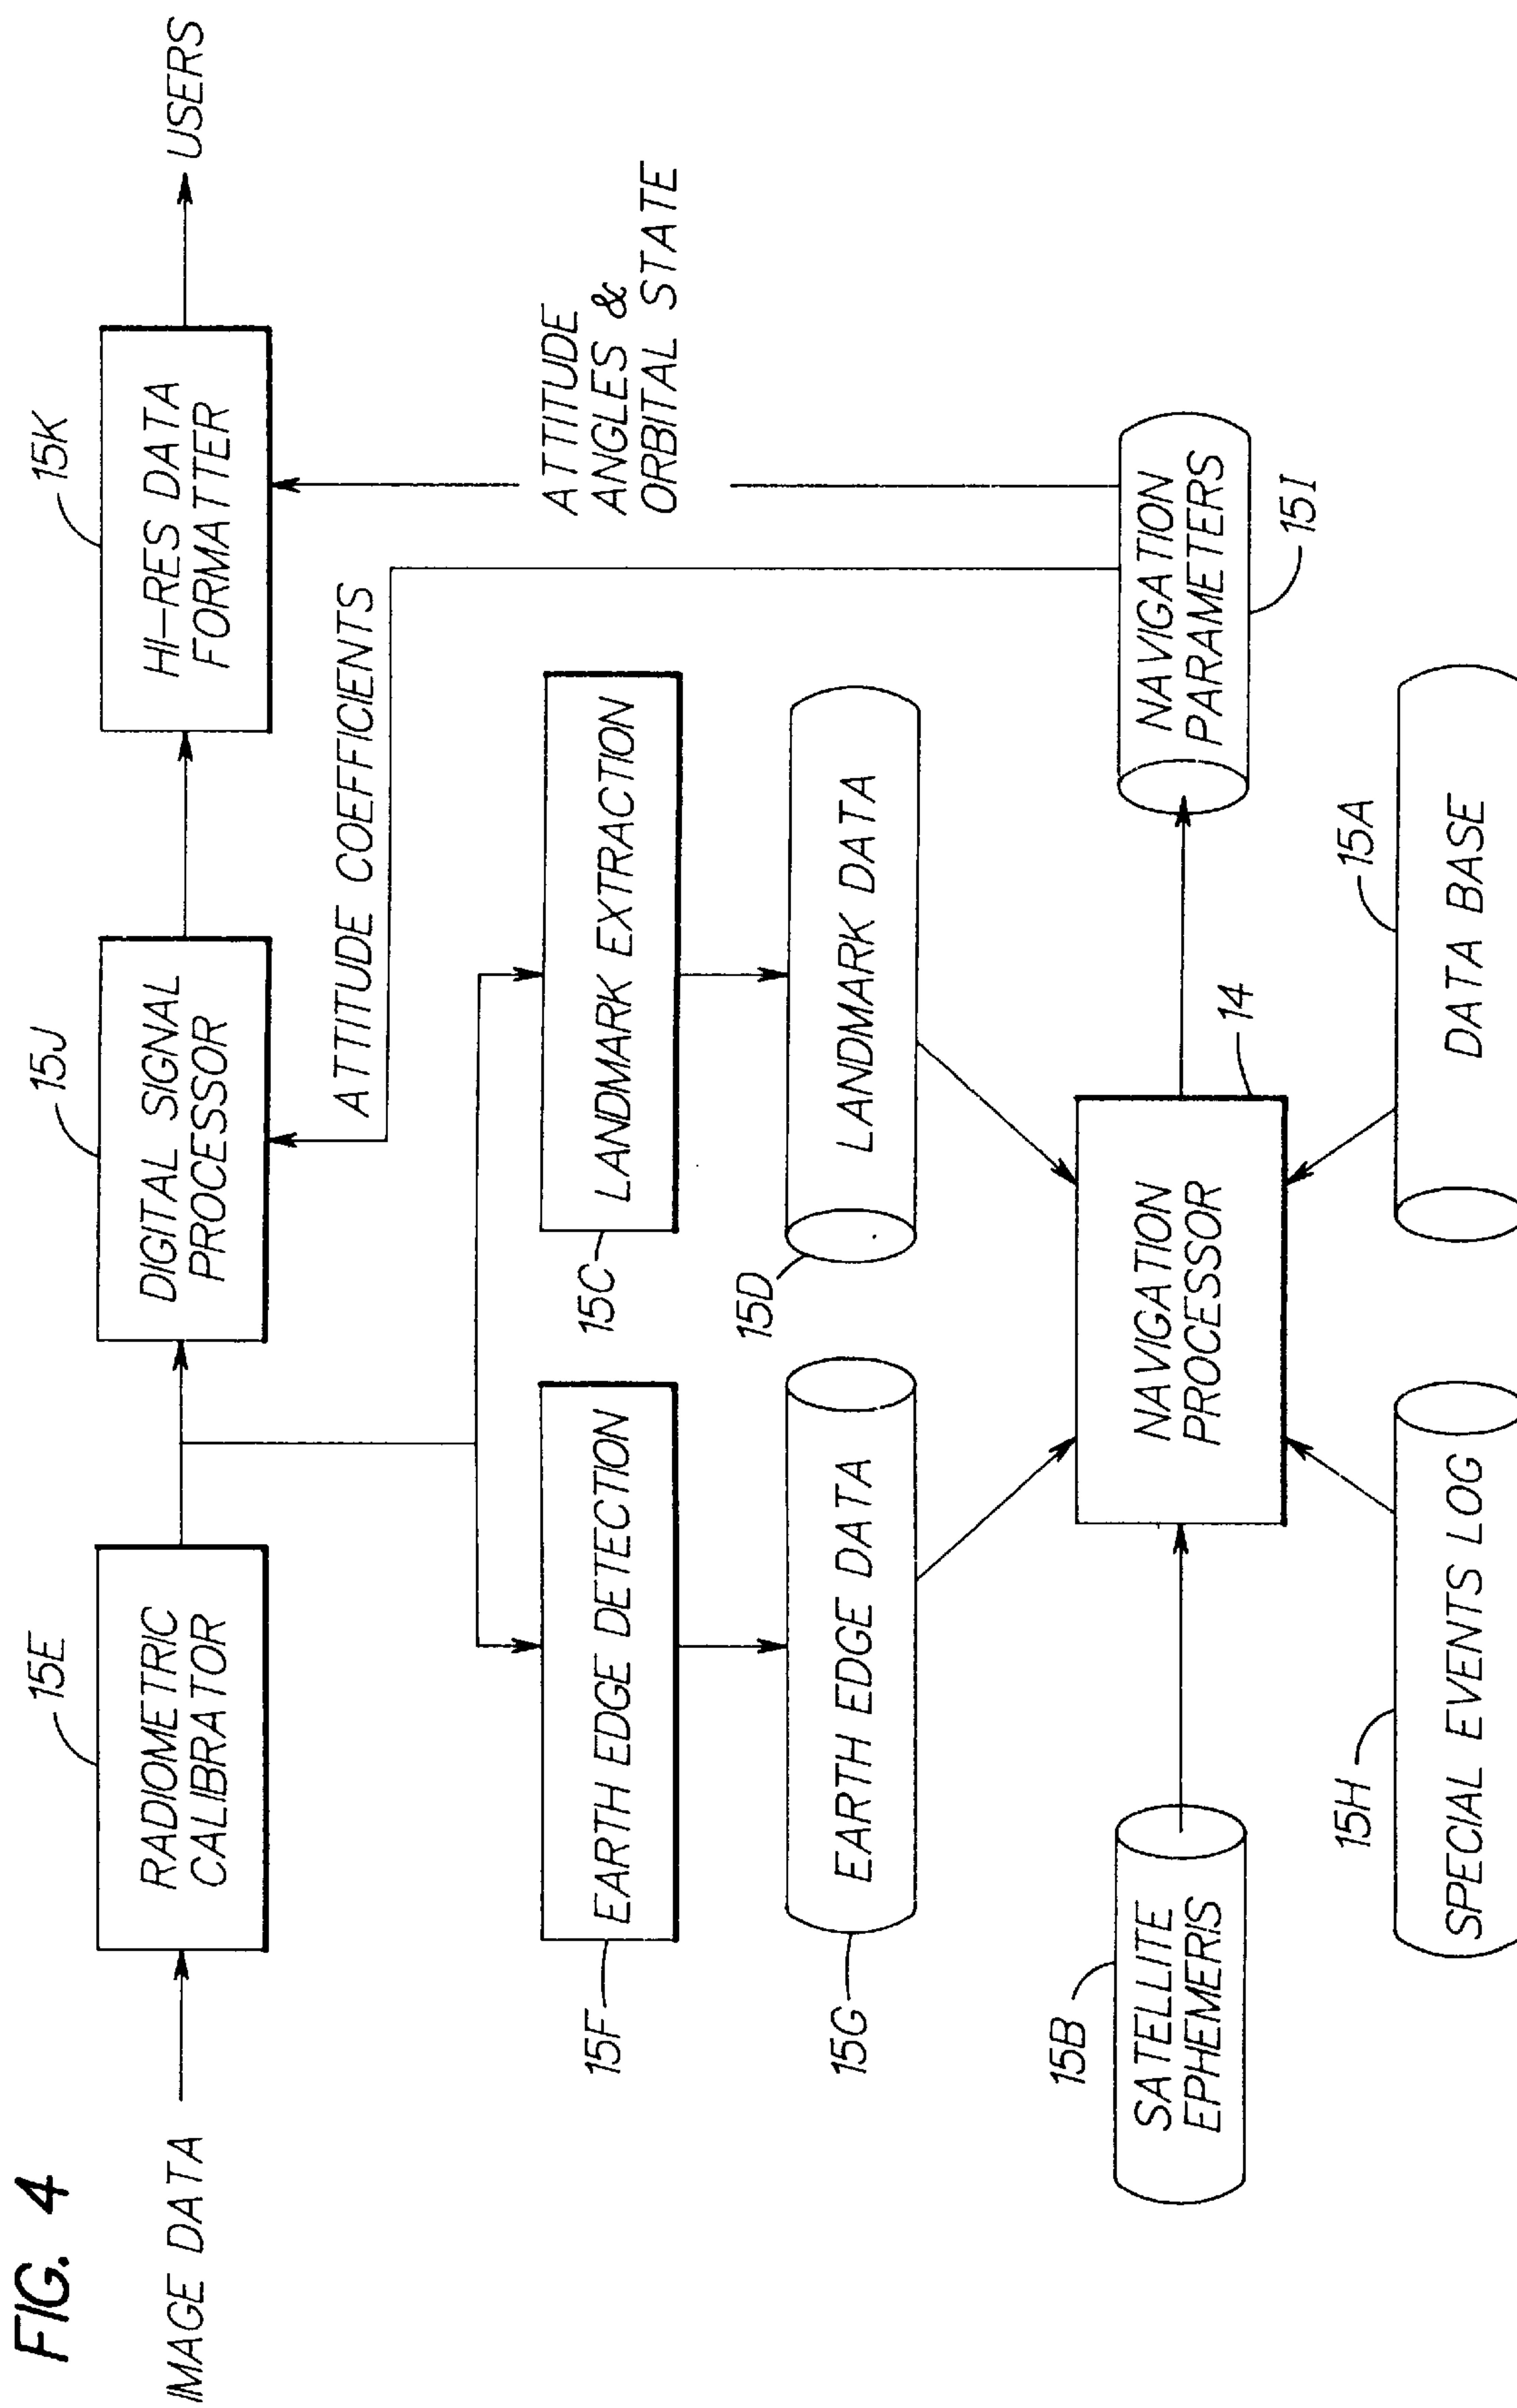 FIG. 4
15E
15J
15K
IMAGE DATA
RADIOMETRIC
CALIBRATOR
DIGITAL SIGNAL
PROCESSOR
HI-RES DATA
FORMATTER
USERS
ATTITUDE COEFFICIENTS
15F
EARTH EDGE DETECTION
15C
LANDMARK EXTRACTION
ATTITUDE
ANGLES &
ORBITAL STATE
15G
EARTH EDGE DATA
15D
LANDMARK DATA
15B
SATELLITE
EPHEMERIS
NAVIGATION
PROCESSOR
14
NAVIGATION
PARAMETERS
15I
15H
SPECIAL EVENTS LOG
15A
DATA BASE